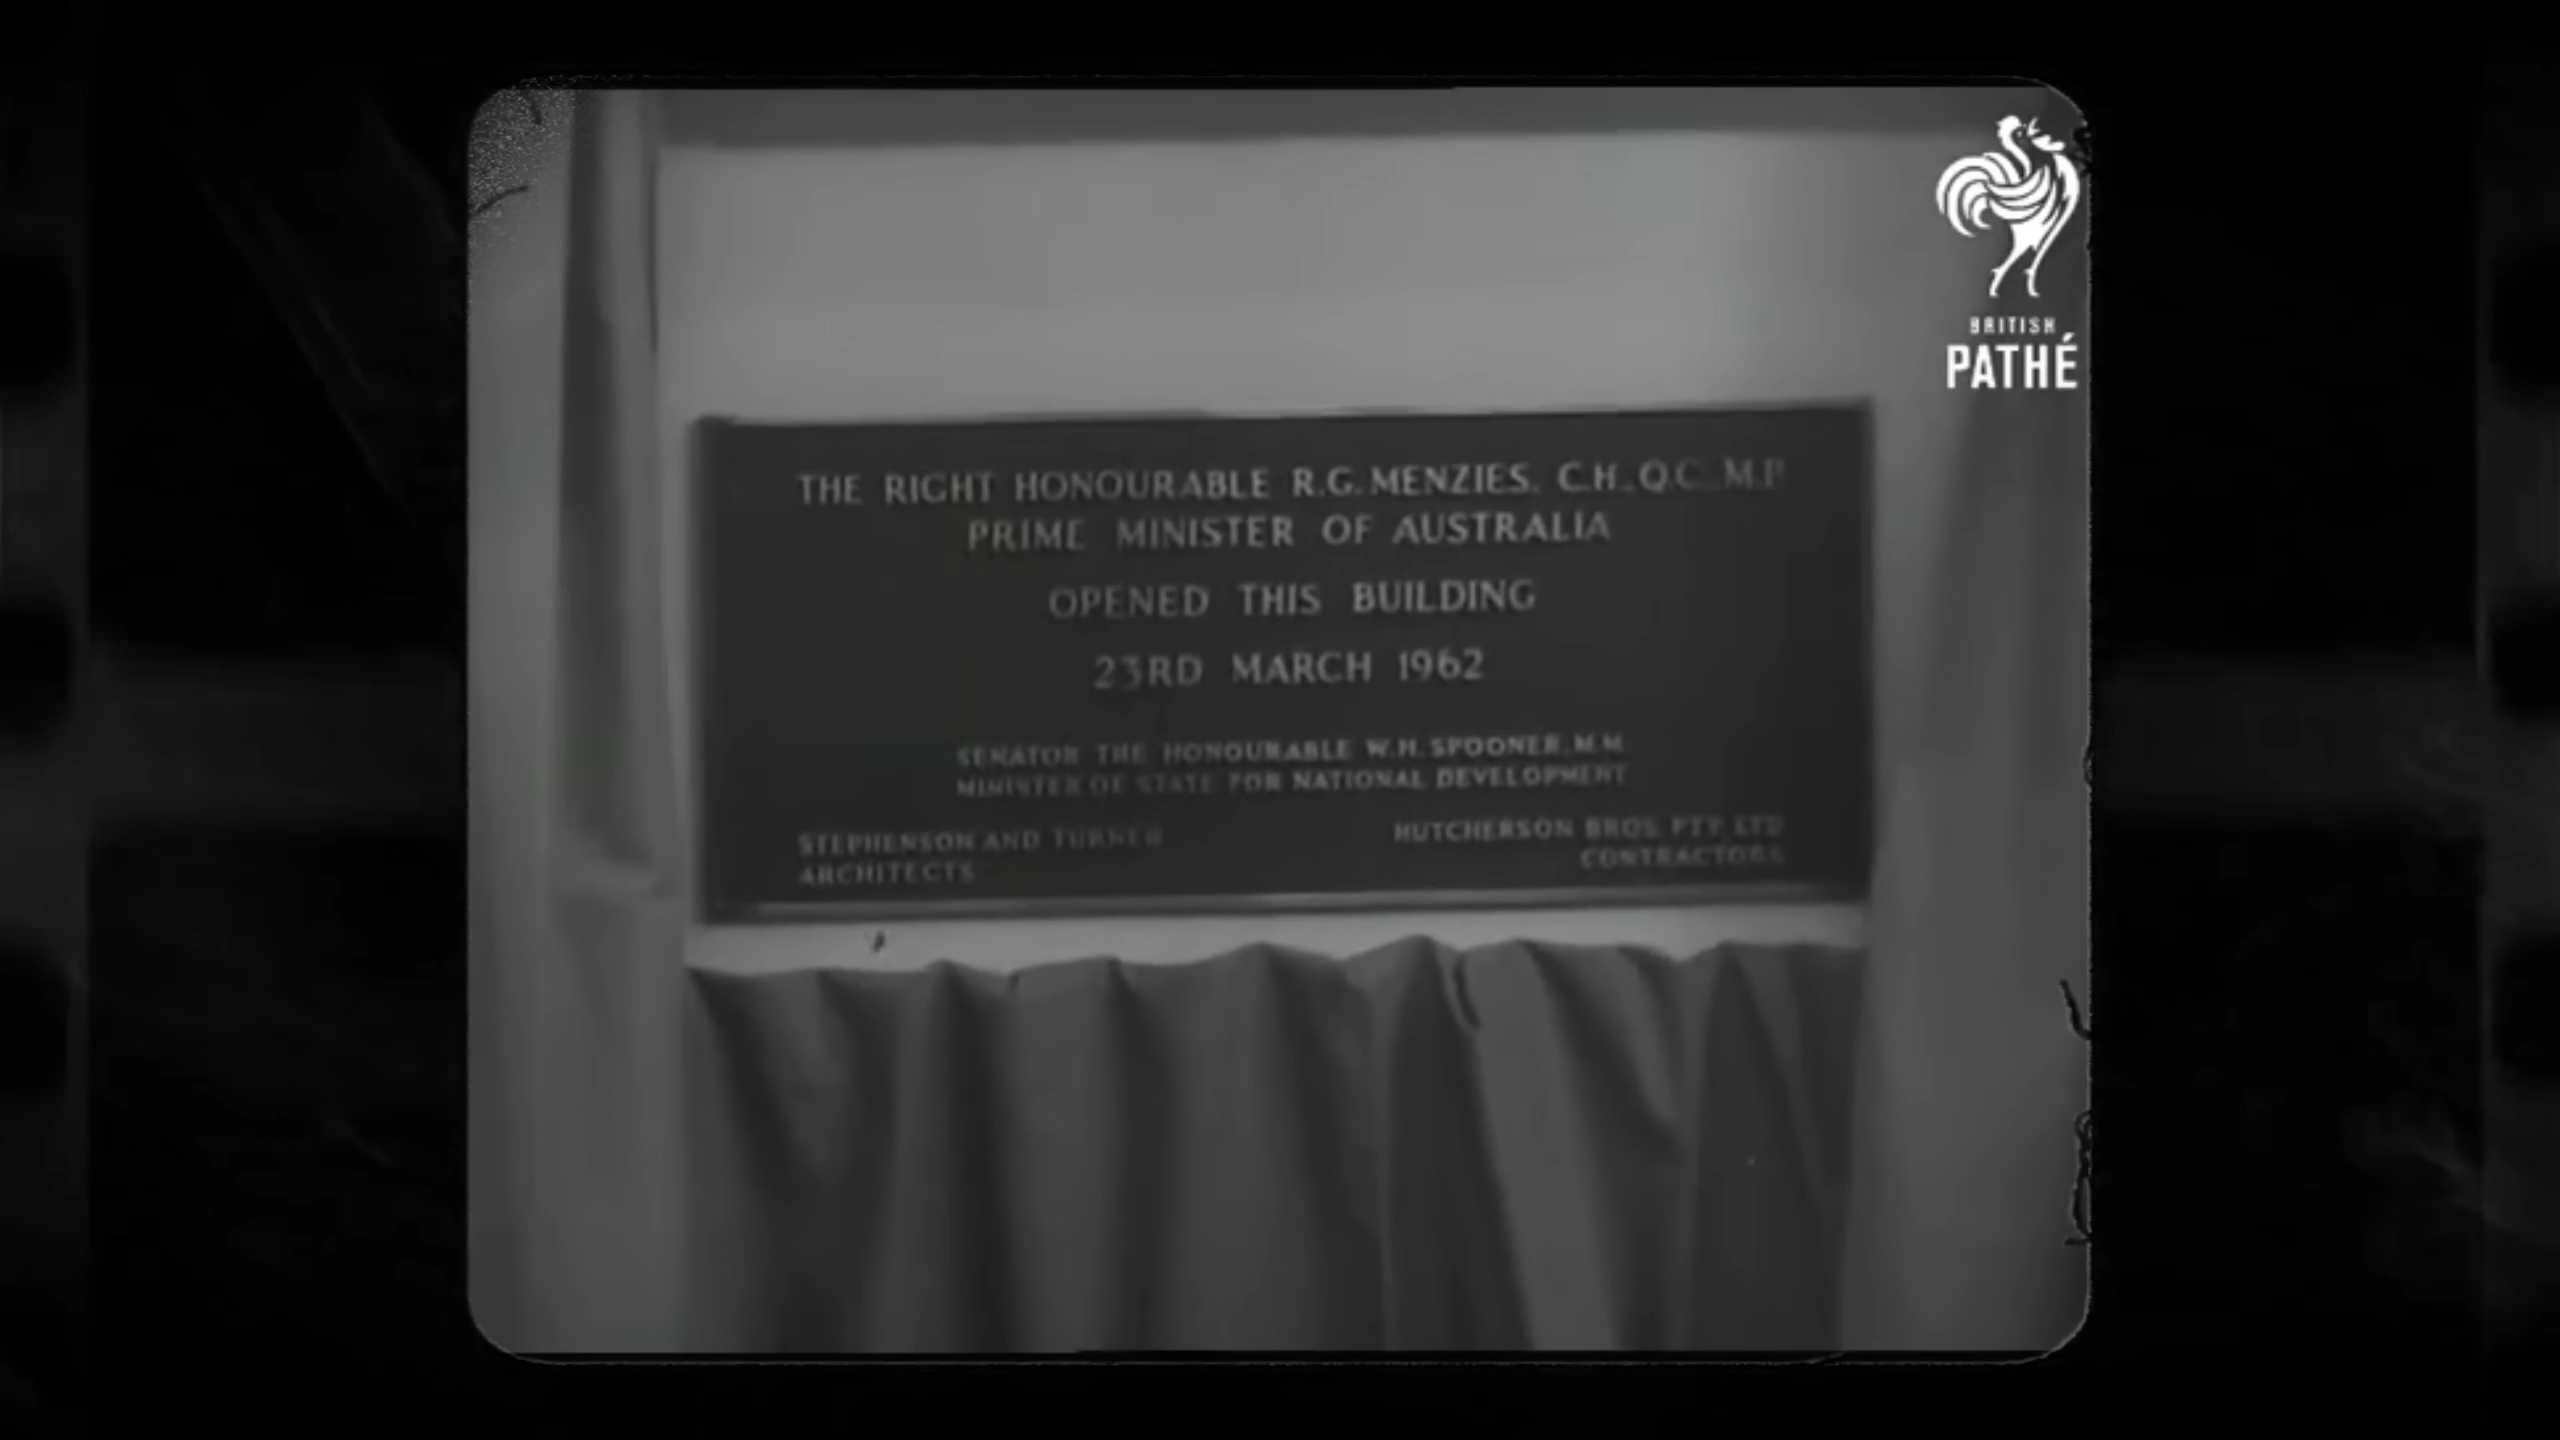 BRITISH
PATHÉ
THE RIGHT HONOURABLE R.G. MENZIES. C.H. Q.C. M.P
PRIME MINISTER OF AUSTRALIA
OPENED THIS BUILDING
23RD MARCH 1962
SENATOR THE HONOURABLE W.H. SPOONER. M.M.
MINISTER OF STATE FOR NATIONAL DEVELOPMENT
STEPHENSON AND TURNER
ARCHITECTS
HUTCHERSON BROS. PTY. LTD
CONTRACTORS